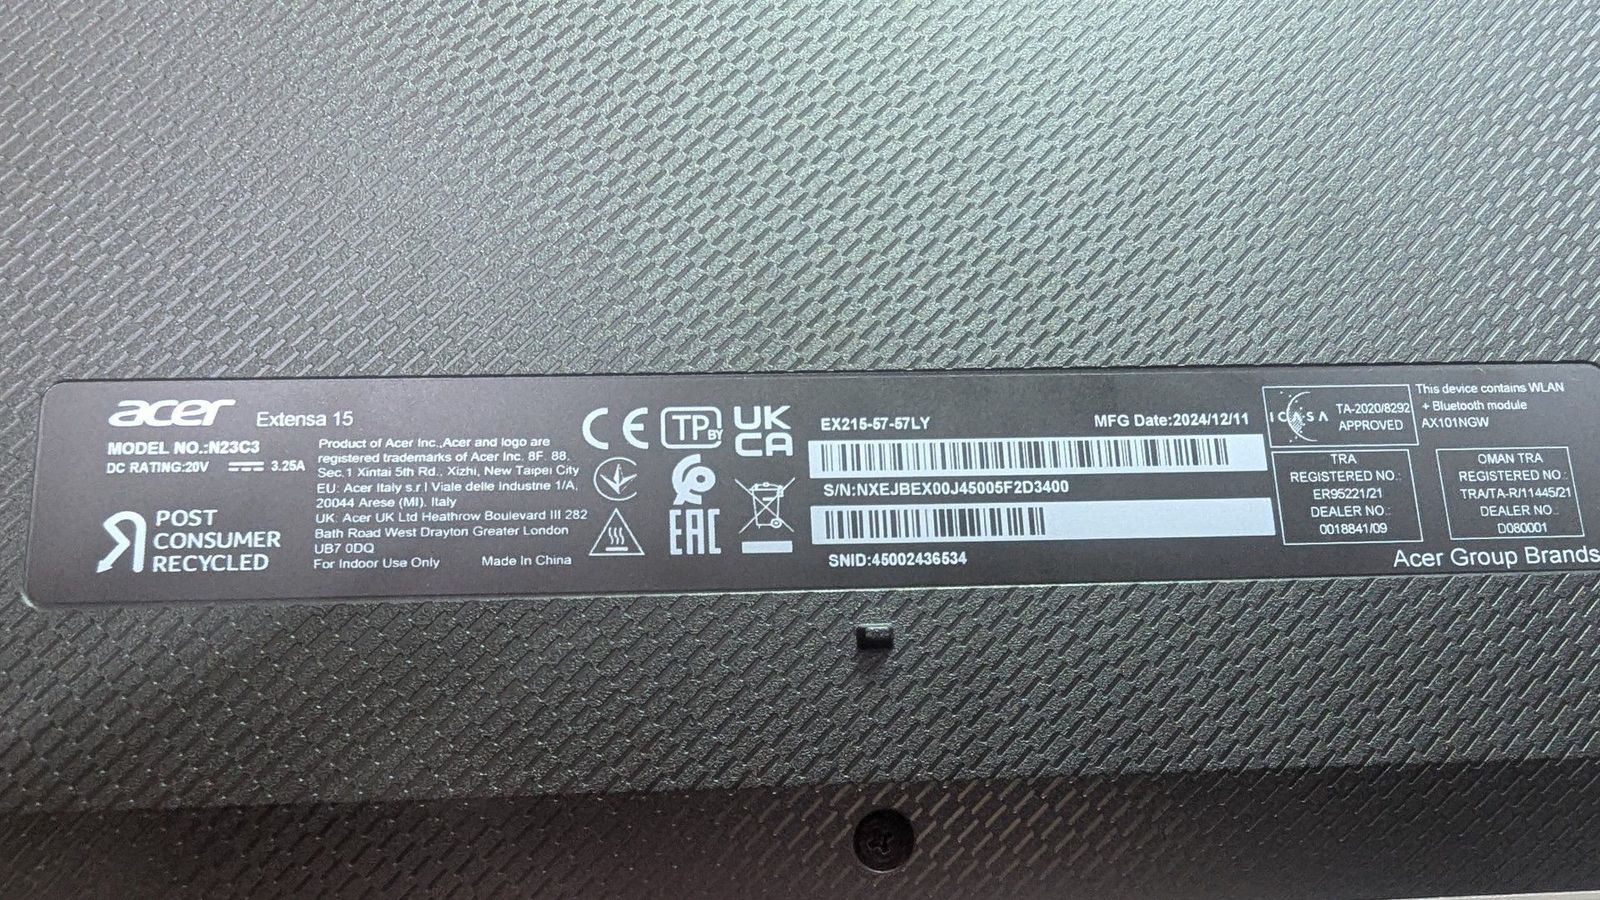 acer Extensa 15
MODEL NO.:N23C3
DC RATING:20V 3.25A
POST
CONSUMER
RECYCLED
Product of Acer Inc.,Acer and logo are
registered trademarks of Acer Inc. 8F. 88,
Sec.1 Xintai 5th Rd., Xizhi, New Taipei City
EU: Acer Italy s.r.l Viale delle Industrie 1/A,
20044 Arese (MI), Italy
UK: Acer UK Ltd Heathrow Boulevard III 282
Bath Road West Drayton Greater London
UB7 0DQ
For Indoor Use Only Made In China
CE
TP BY
UK
CA
EAC
EX215-57-57LY MFG Date:2024/12/11
S/N:NXEJBEX00J45005F2D3400
SNID:45002436534
ICASA
TA-2020/8292
APPROVED
This device contains WLAN
+ Bluetooth module
AX101NGW
TRA
REGISTERED NO.:
ER95221/21
DEALER NO.:
0018841/09
OMAN TRA
REGISTERED NO.:
TRA/TA-R/11445/21
DEALER NO.:
D080001
Acer Group Brands